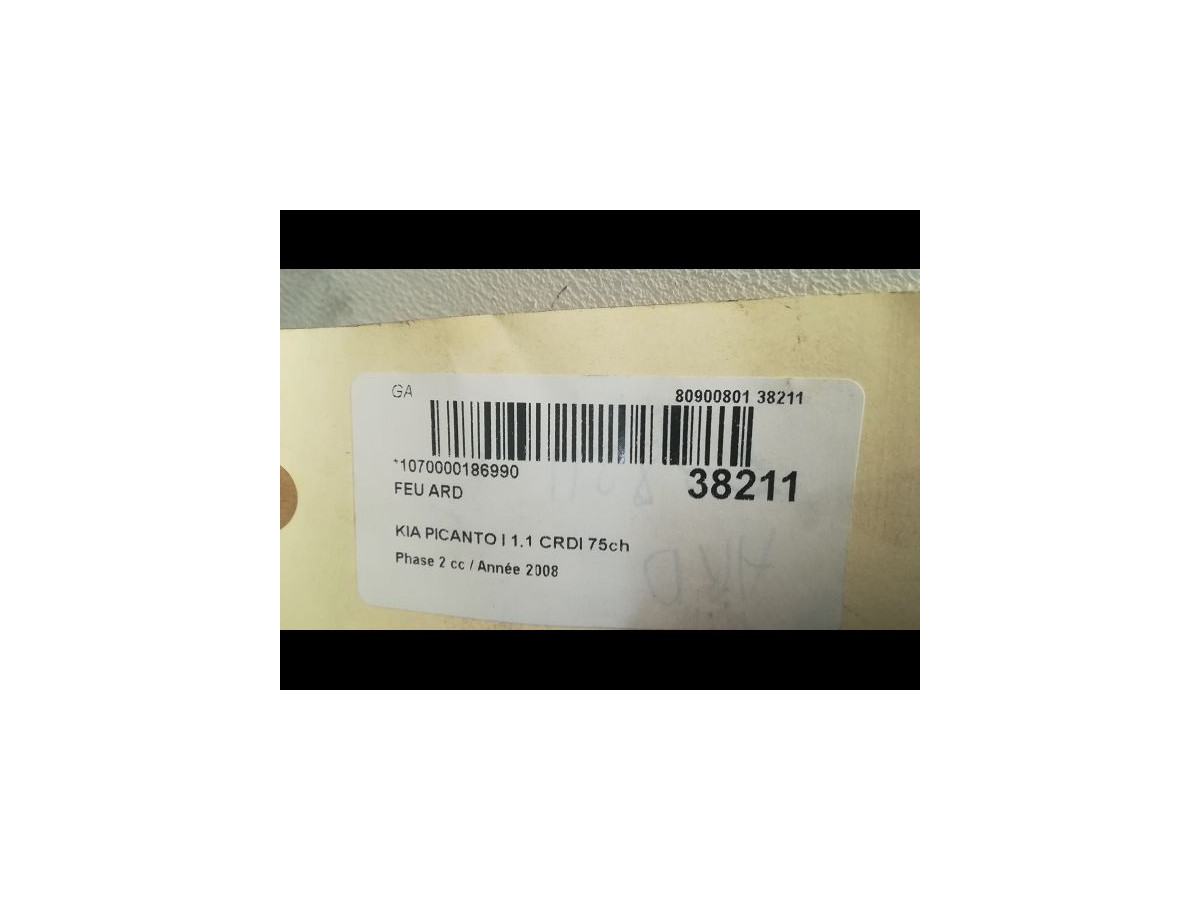 GA
80900801 38211
*1070000186990
38211
FEU ARD
KIA PICANTO I 1.1 CRDI 75ch
Phase 2 cc / Année 2008